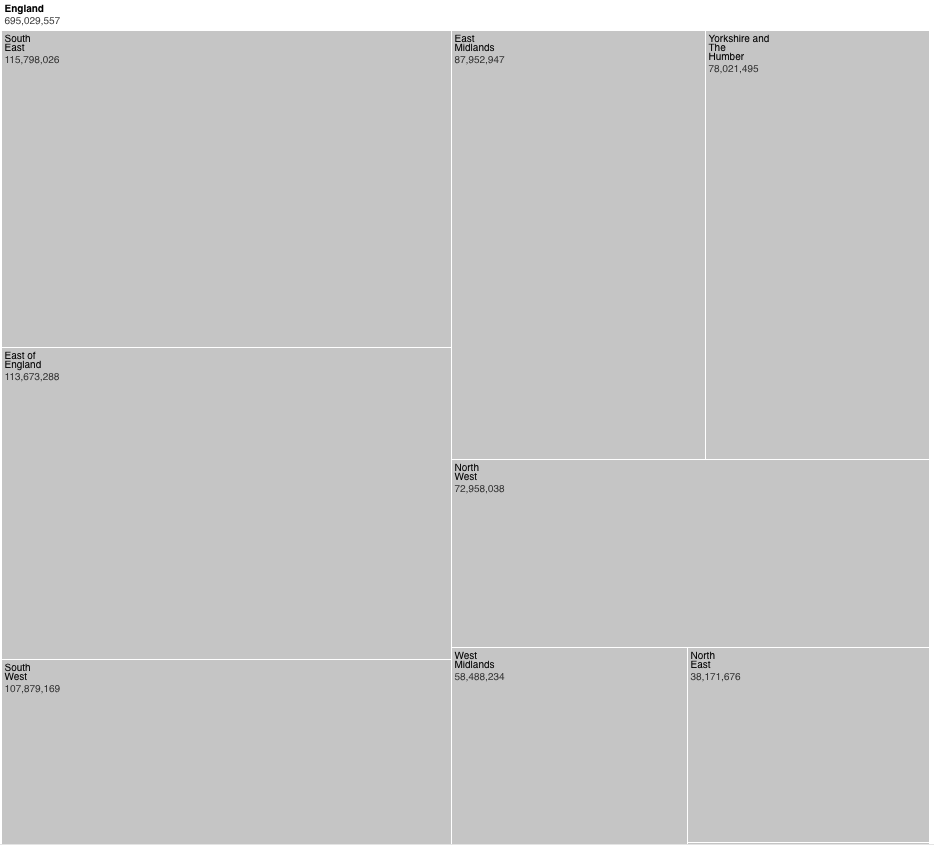 England
695,029,557
South
East
115,798,026
East
Midlands
87,952,947
Yorkshire and
The
Humber
78,021,495
East of
England
113,673,288
North
West
72,958,038
South
West
107,879,169
West
Midlands
58,488,234
North
East
38,171,676